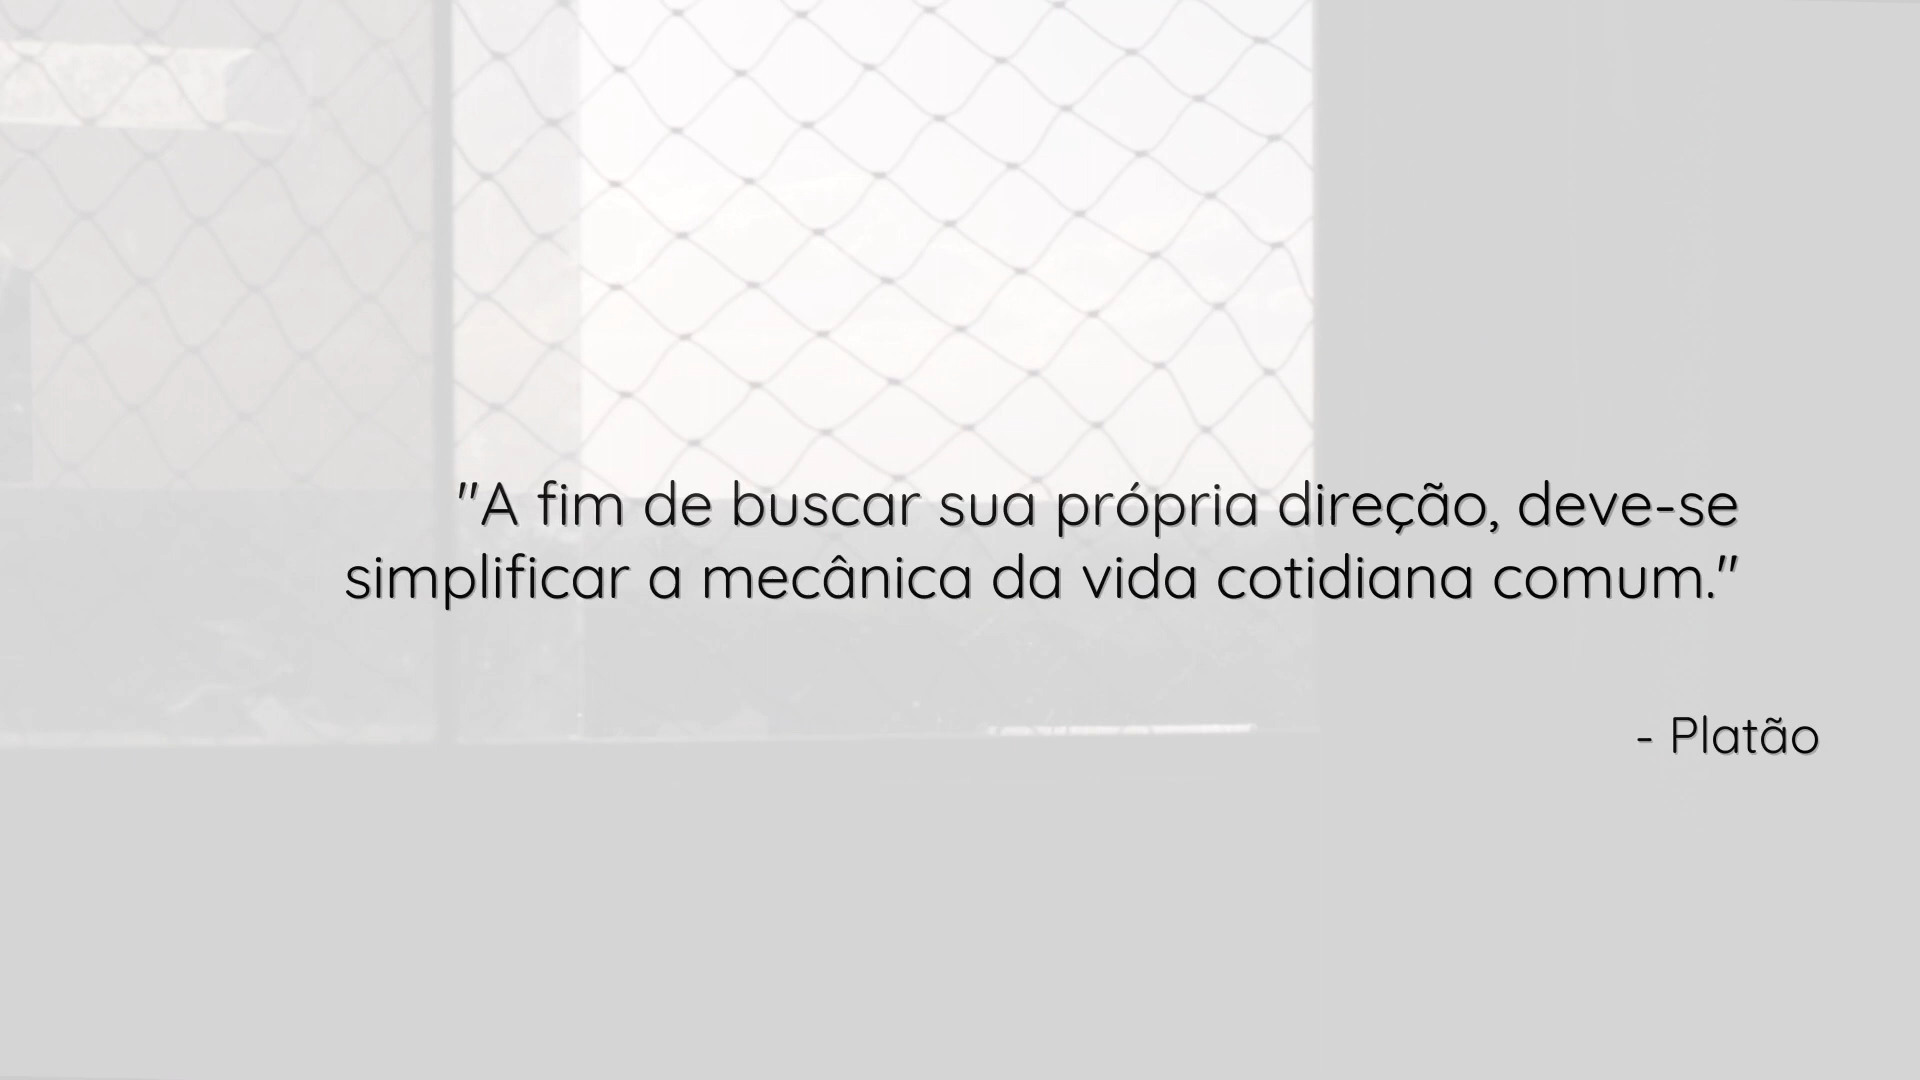 "A fim de buscar sua própria direção, deve-se
simplificar a mecânica da vida cotidiana comum."
- Platão